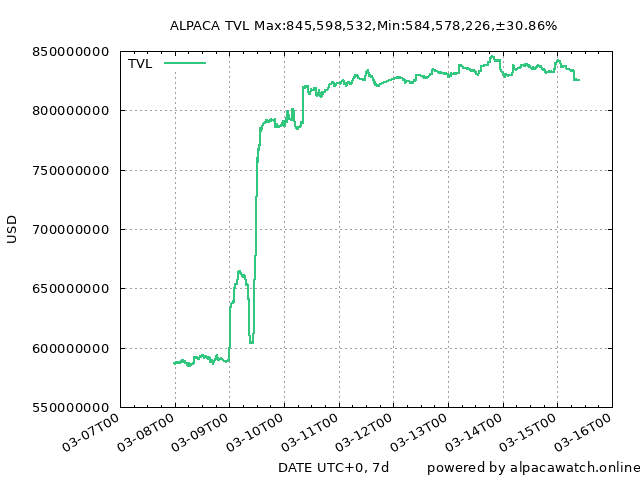 ALPACA TVL Max:845,598,532,Min:584,578,226,±30.86%
TVL
850000000
800000000
750000000
700000000
650000000
600000000
550000000
USD
03-07T00
03-08T00
03-09T00
03-10T00
03-11T00
03-12T00
03-13T00
03-14T00
03-15T00
03-16T00
DATE UTC+0, 7d
powered by alpacawatch.online